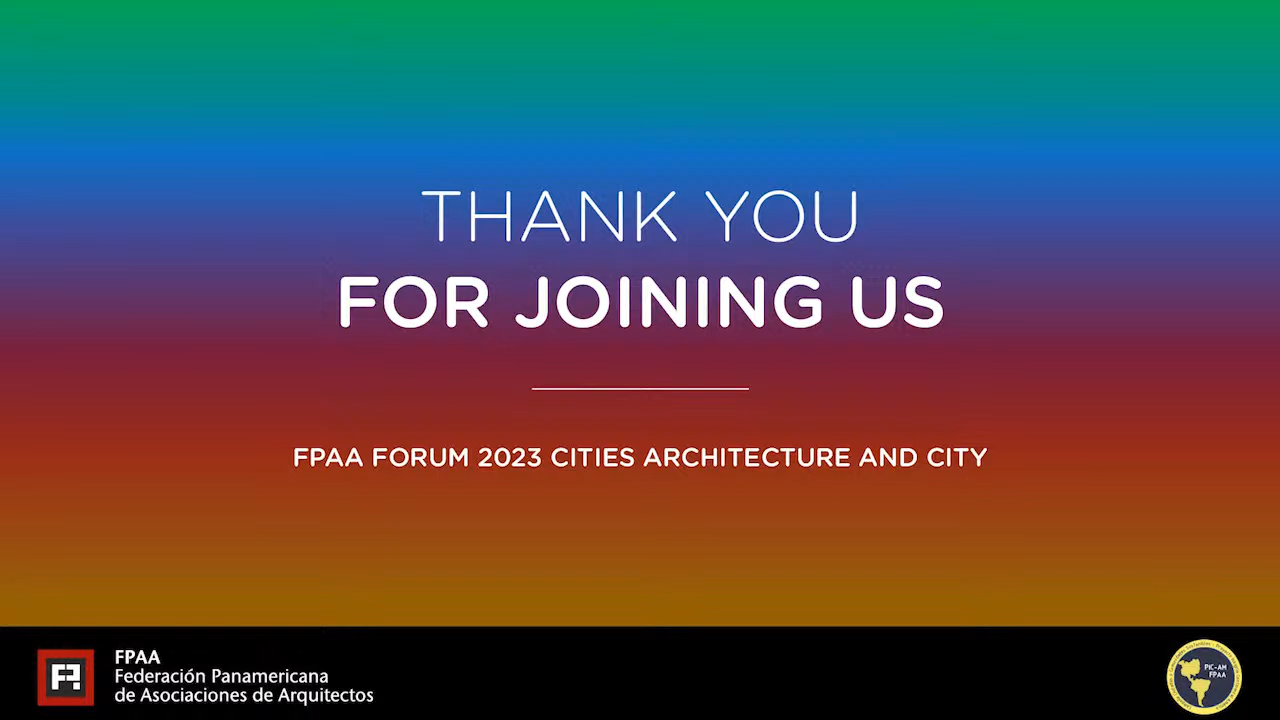 THANK YOU
FOR JOINING US
FPAA FORUM 2023 CITIES ARCHITECTURE AND CITY
FPAA
Federación Panamericana
de Asociaciones de Arquitectos
PIC-AM
FPAA